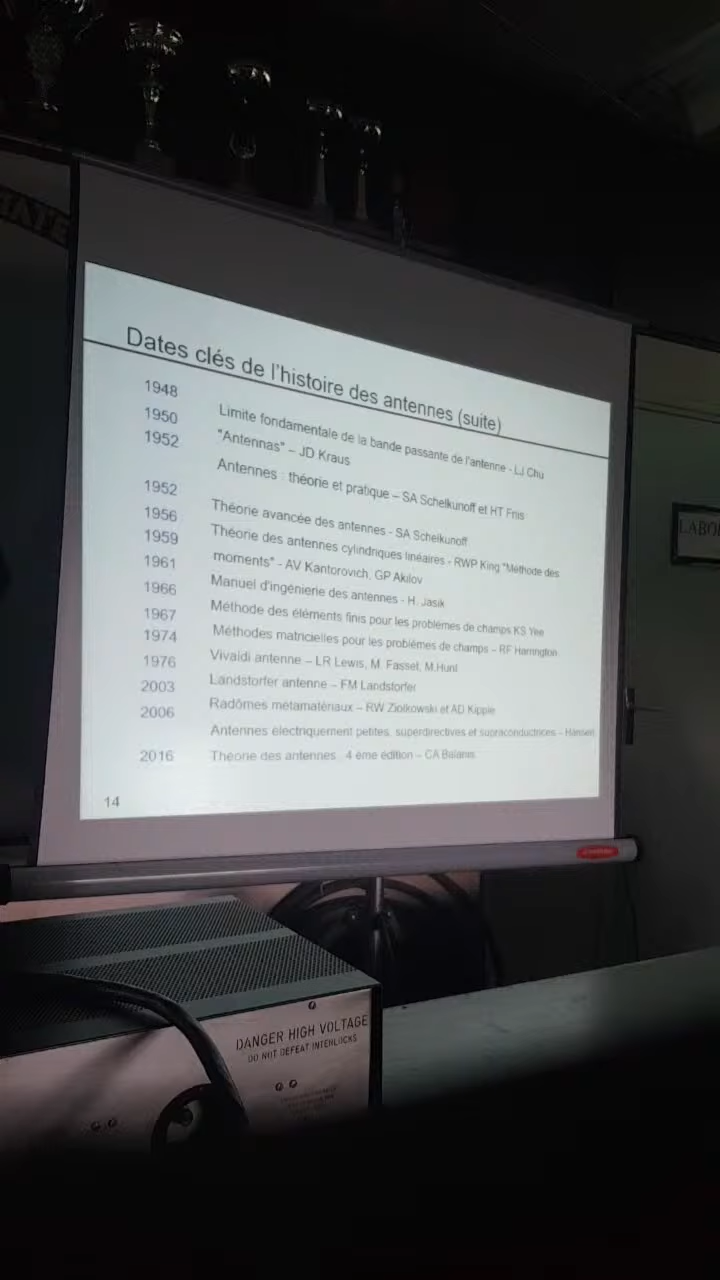 Dates clés de l'histoire des antennes (suite)
1948 Limite fondamentale de la bande passante de l'antenne - LJ Chu
1950 "Antennas" – JD Kraus
1952 Antennes : théorie et pratique – SA Schelkunoff et HT Friis
1952 Théorie avancée des antennes - SA Schelkunoff
1956 Théorie des antennes cylindriques linéaires - RWP King "Méthode des
1959 moments" - AV Kantorovich, GP Akilov
1961 Manuel d'ingénierie des antennes - H. Jasik
1966 Méthode des éléments finis pour les problèmes de champs KS Yee
1967 Méthodes matricielles pour les problèmes de champs – RF Harrington
1974 Vivaldi antenne – LR Lewis, M. Fasset, M.Hunt
1976 Landstorfer antenne – FM Landstorfer
2003 Radômes métamatériaux – RW Ziolkowski et AD Kipple
2006 Antennes électriquement petites, superdirectives et supraconductrices – Hansen
2016 Théorie des antennes, 4 ème édition – CA Balanis
14
DANGER HIGH VOLTAGE
DO NOT DEFEAT INTERLOCKS